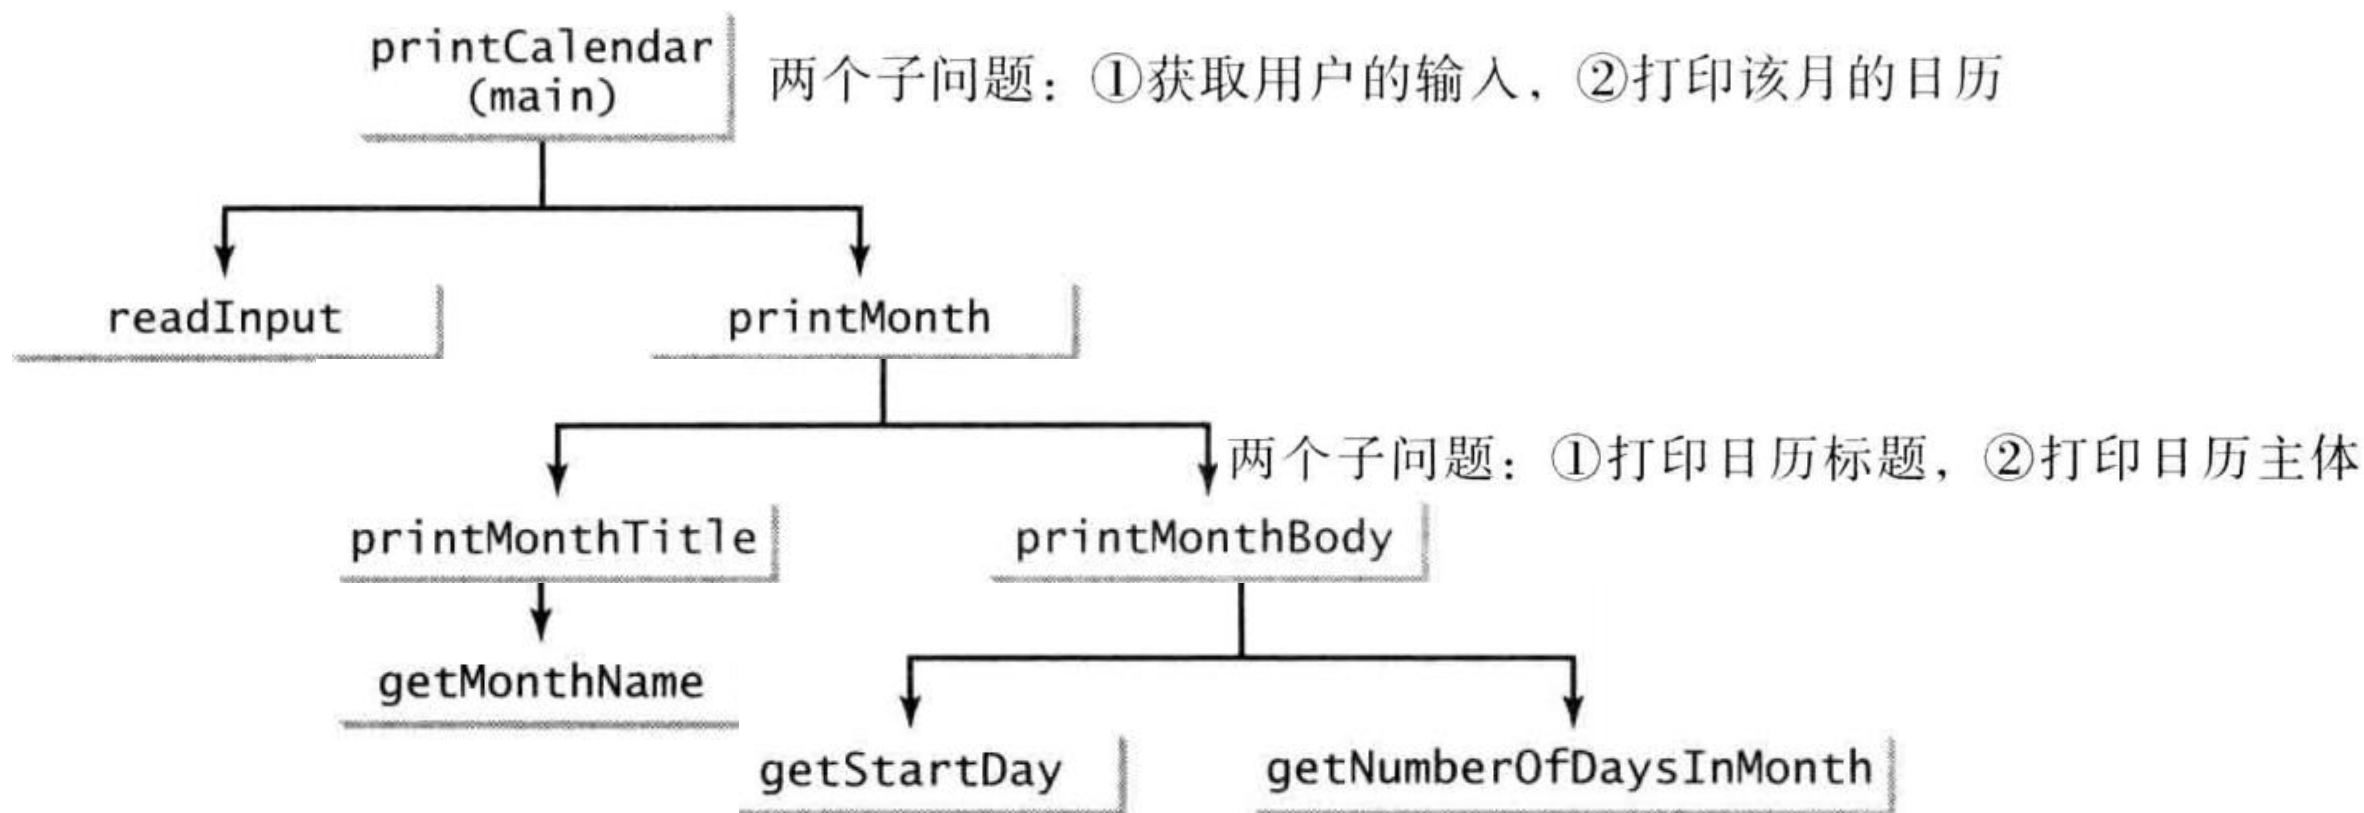 printCalendar
(main)
两个子问题：①获取用户的输入，②打印该月的日历
readInput
printMonth
两个子问题：①打印日历标题，②打印日历主体
printMonthTitle
printMonthBody
getMonthName
getStartDay
getNumberOfDaysInMonth